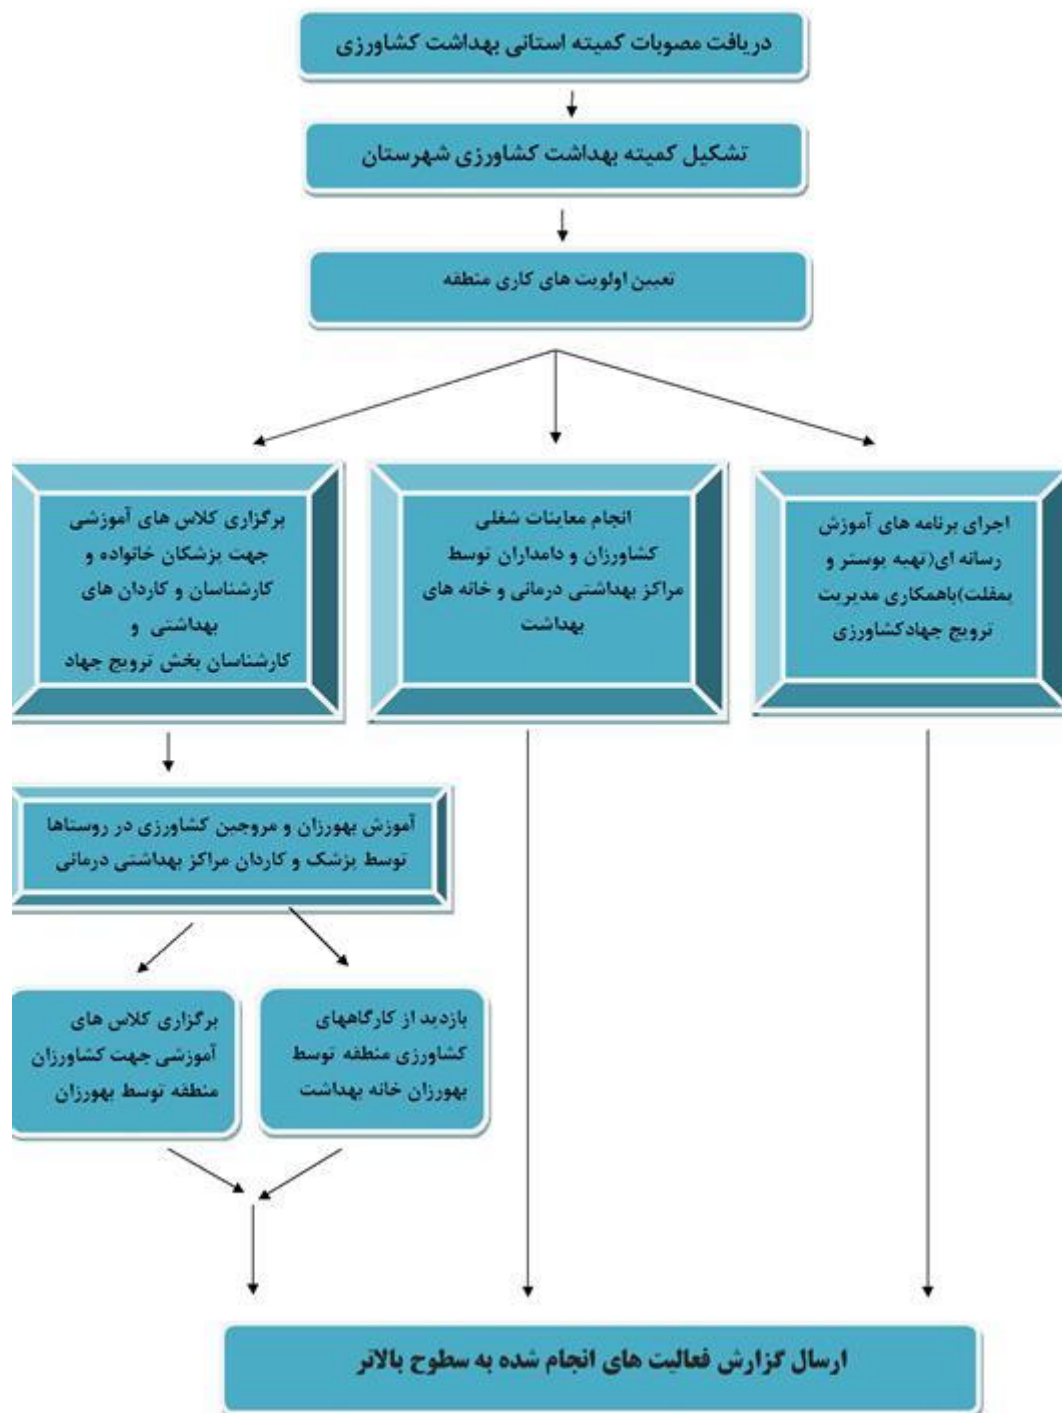 دریافت مصوبات کمیته استانی بهداشت کشاورزی
تشکیل کمیته بهداشت کشاورزی شهرستان
تعیین اولویت های کاری منطقه
اجرای برنامه های آموزش
رسانه ای(تهیه پوستر و
پمفلت)باهمکاری مدیریت
ترویج جهادکشاورزی
انجام معاینات شغلی
کشاورزان و دامداران توسط
مراکز بهداشتی درمانی و خانه های
بهداشت
برگزاری کلاس های آموزشی
جهت پزشکان خانواده و
کارشناسان و کاردان های
بهداشتی و
کارشناسان بخش ترویج جهاد
آموزش بهورزان و مروجین کشاورزی در روستاها
توسط پزشک و کاردان مراکز بهداشتی درمانی
بازدید از کارگاههای
کشاورزی منطقه توسط
بهورزان خانه بهداشت
برگزاری کلاس های
آموزشی جهت کشاورزان
منطقه توسط بهورزان
ارسال گزارش فعالیت های انجام شده به سطوح بالاتر